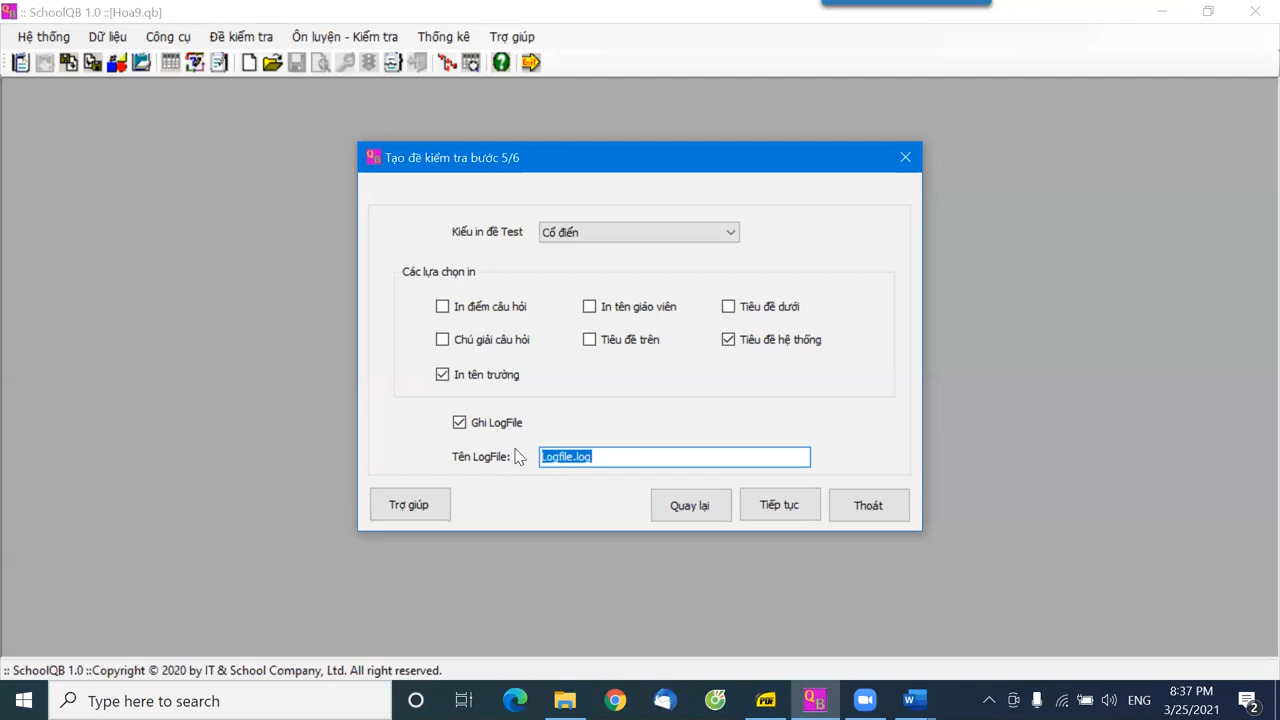 :: SchoolQB 1.0 ::[Hoa9.qb]
Hệ thống Dữ liệu Công cụ Đề kiểm tra Ôn luyện - Kiểm tra Thống kê Trợ giúp
Tạo đề kiểm tra bước 5/6
Kiểu in đề Test Cổ điển
Các lựa chọn in
In điểm câu hỏi In tên giáo viên Tiêu đề dưới
Chú giải câu hỏi Tiêu đề trên Tiêu đề hệ thống
In tên trường
Ghi LogFile
Tên LogFile: Logfile.log
Trợ giúp Quay lại Tiếp tục Thoát
:: SchoolQB 1.0 ::Copyright © 2020 by IT & School Company, Ltd. All right reserved.
Type here to search
ENG
8:37 PM
3/25/2021
2